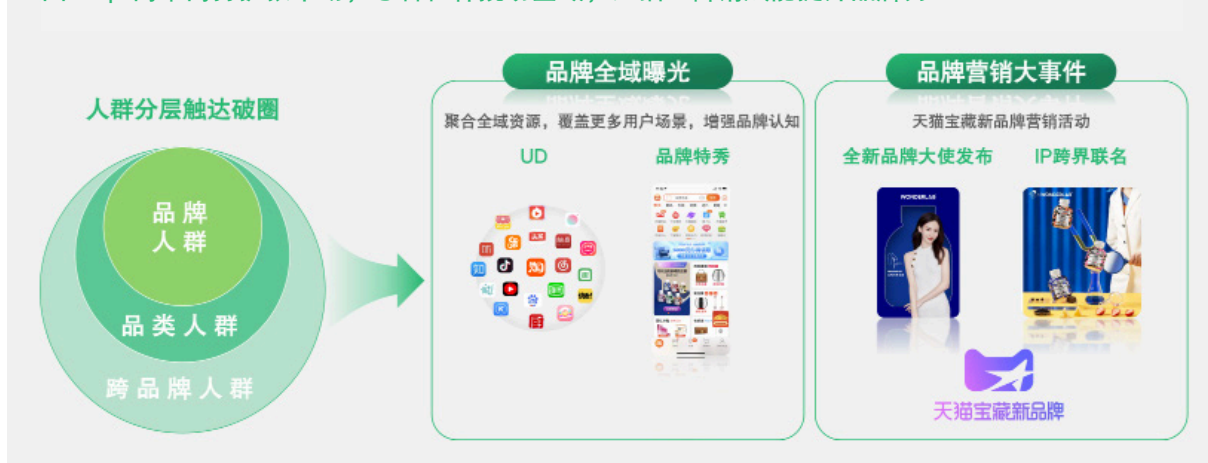 人群分层触达破圈
品牌
人群
品类人群
跨品牌人群
品牌全域曝光
聚合全域资源，覆盖更多用户场景，增强品牌认知
UD
品牌特秀
品牌营销大事件
天猫宝藏新品牌营销活动
全新品牌大使发布
IP跨界联名
WONDERLAB
天猫宝藏新品牌